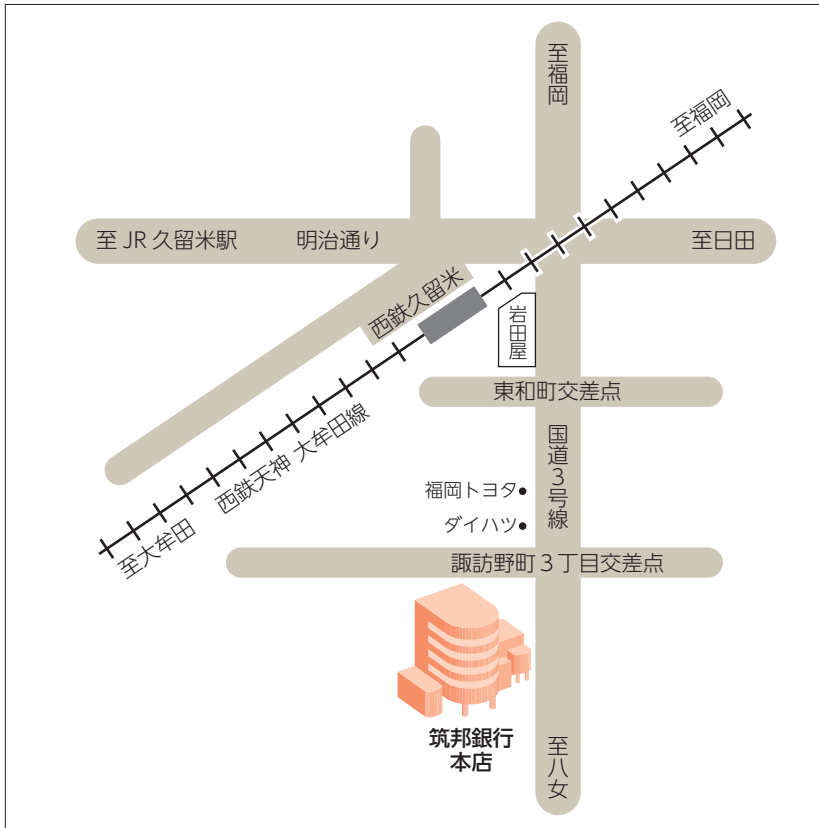 至福岡
至福岡
至JR久留米駅
明治通り
至日田
西鉄久留米
岩田屋
東和町交差点
国道3号線
西鉄天神 大牟田線
福岡トヨタ
ダイハツ
至大牟田
諏訪野町3丁目交差点
筑邦銀行
本店
至八女